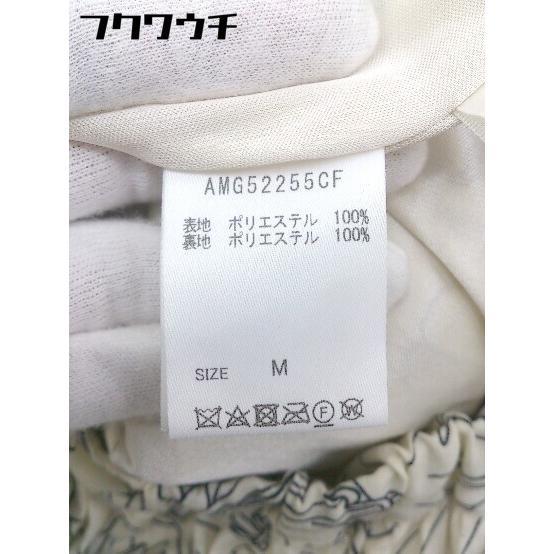 フクワウチ
AMG52255CF
表地 ポリエステル 100%
裏地 ポリエステル 100%
SIZE M
F
W